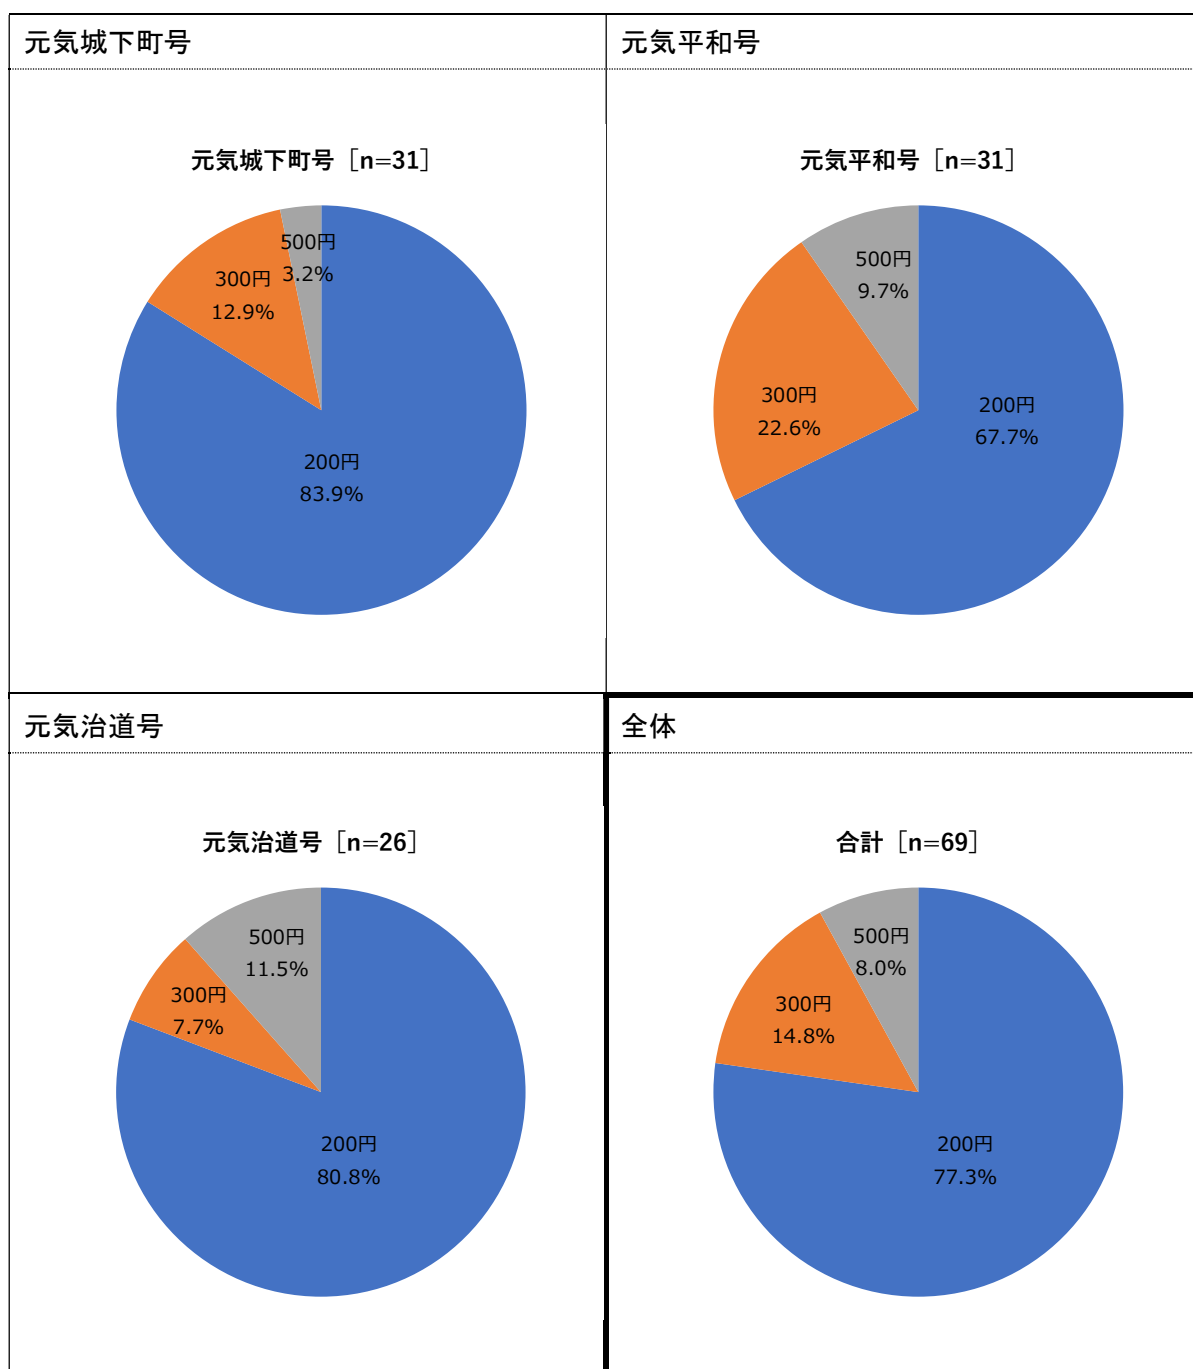 元気城下町号
元気平和号
元気城下町号［n=31］
500円
3.2%
300円
12.9%
200円
83.9%
元気平和号［n=31］
500円
9.7%
300円
22.6%
200円
67.7%
元気治道号
全体
元気治道号［n=26］
500円
11.5%
300円
7.7%
200円
80.8%
合計［n=69］
500円
8.0%
300円
14.8%
200円
77.3%